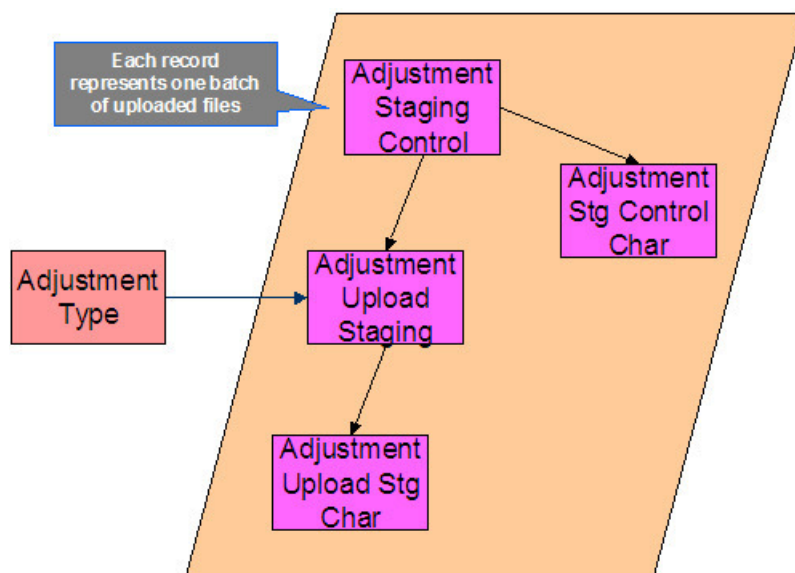 Each record
represents one batch
of uploaded files
Adjustment
Staging
Control
Adjustment
Stg Control
Char
Adjustment
Type
Adjustment
Upload
Staging
Adjustment
Upload Stg
Char